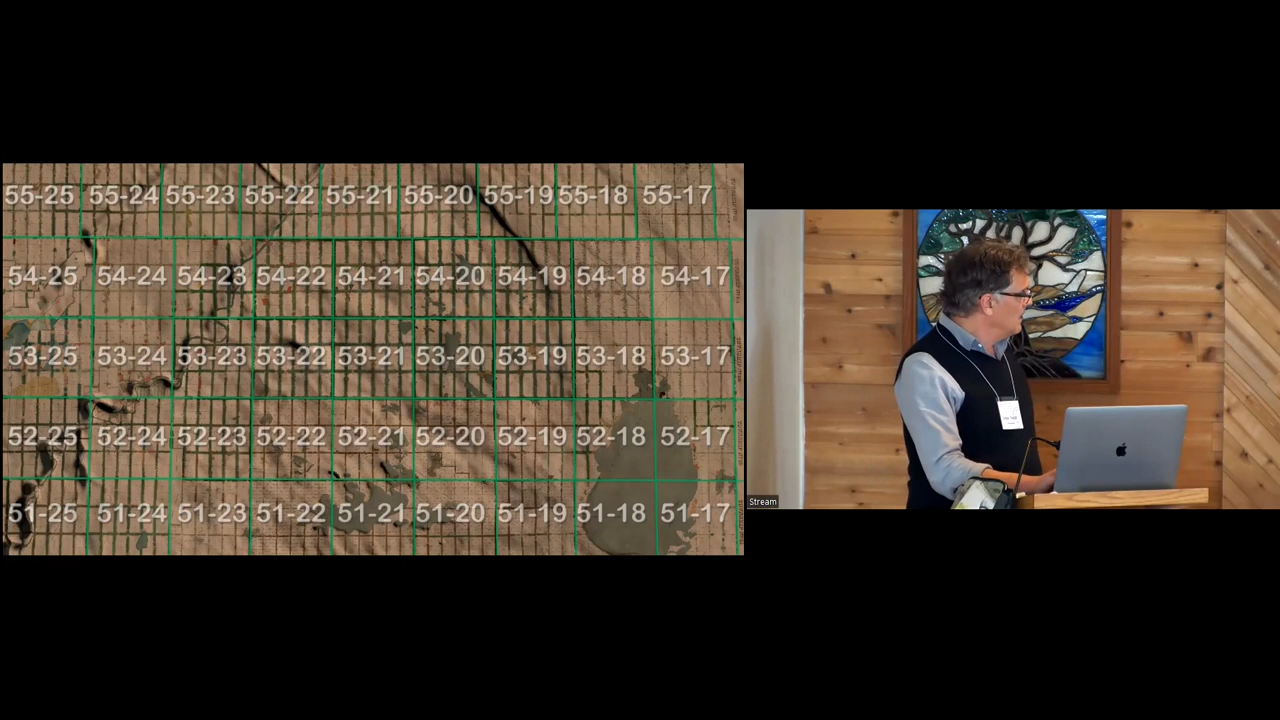 55-25 55-24 55-23 55-22 55-21 55-20 55-19 55-18 55-17
54-25 54-24 54-23 54-22 54-21 54-20 54-19 54-18 54-17
53-25 53-24 53-23 53-22 53-21 53-20 53-19 53-18 53-17
52-25 52-24 52-23 52-22 52-21 52-20 52-19 52-18 52-17
51-25 51-24 51-23 51-22 51-21 51-20 51-19 51-18 51-17
Stream